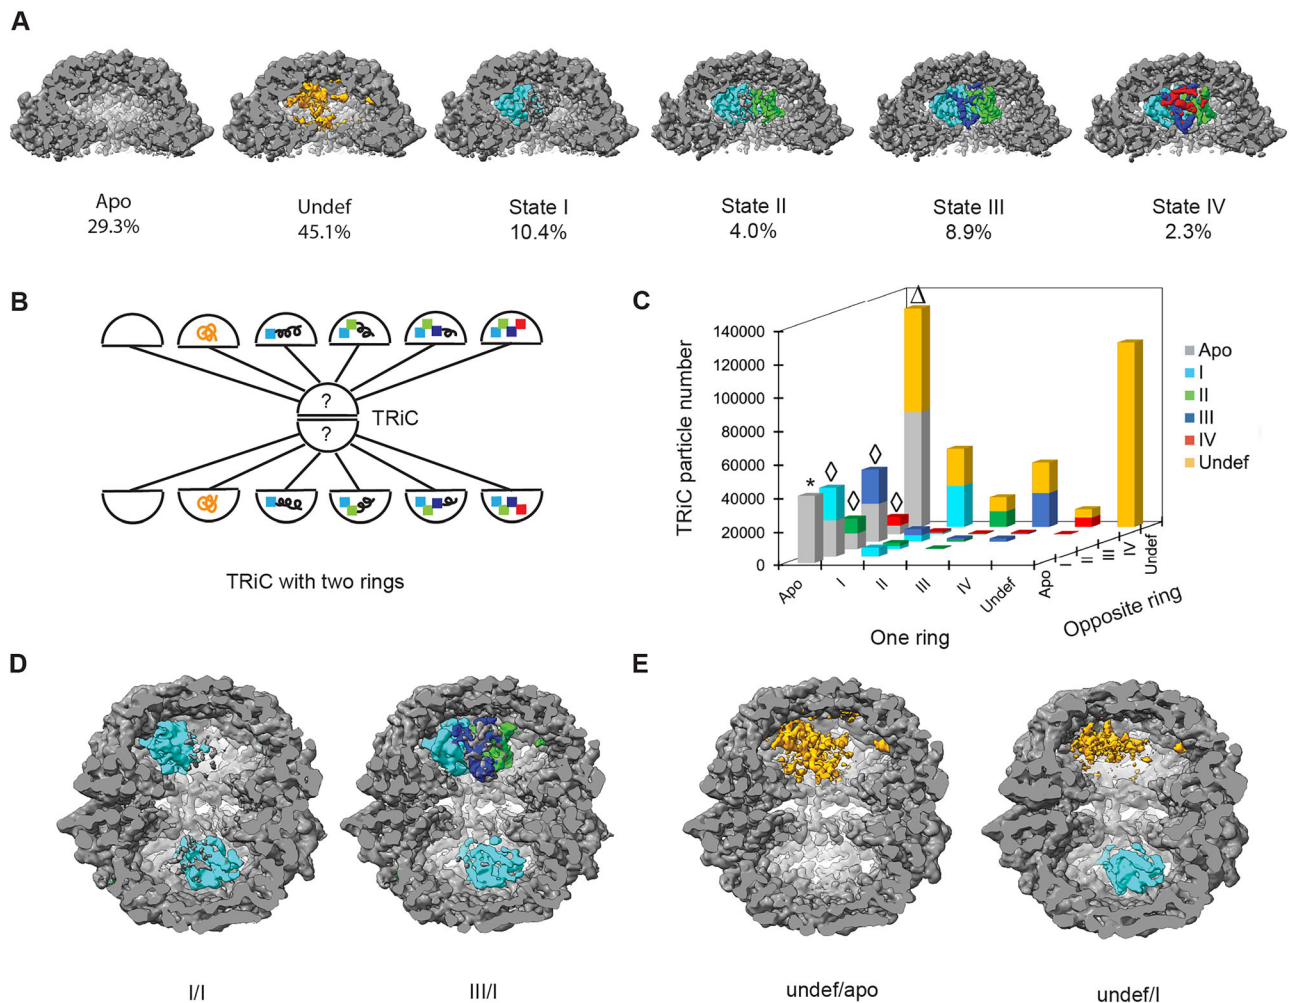 A
Apo
29.3%
Undef
45.1%
State I
10.4%
State II
4.0%
State III
8.9%
State IV
2.3%
B
?
TRiC
?
TRiC with two rings
C
TRiC particle number
140000
120000
100000
80000
60000
40000
20000
0
*
Apo
I
II
III
IV
Undef
One ring
Apo
I
II
III
IV
Undef
Opposite ring
Apo
I
II
III
IV
Undef
D
I/I
III/I
E
undef/apo
undef/I